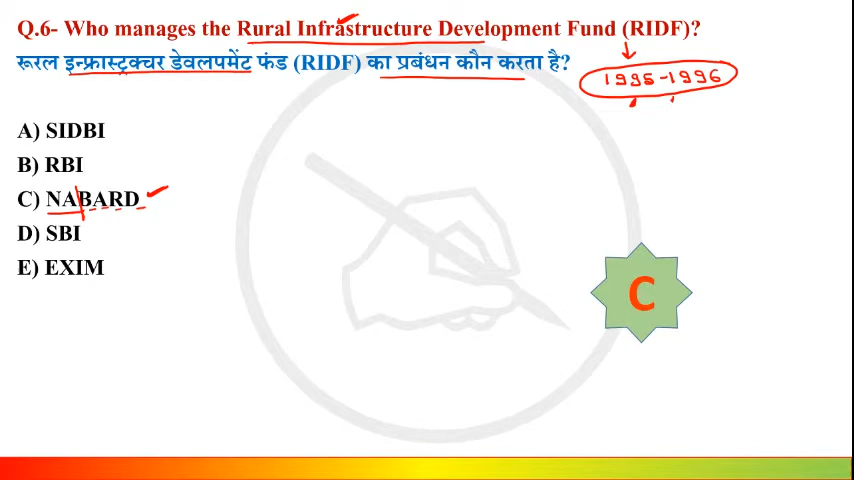 Q.6- Who manages the Rural Infrastructure Development Fund (RIDF)?
रूरल इन्फ्रास्ट्रक्चर डेवलपमेंट फंड (RIDF) का प्रबंधन कौन करता है?
1995-1996
A) SIDBI
B) RBI
C) NABARD
D) SBI
E) EXIM
C